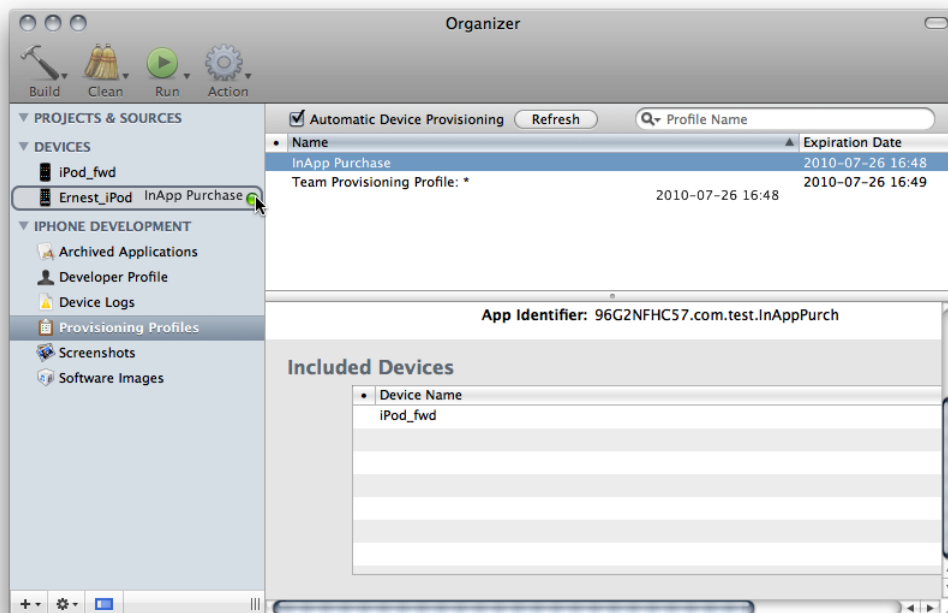 Organizer
Build Clean Run Action
PROJECTS & SOURCES
DEVICES
iPod_fwd
Ernest_iPod InApp Purchase
IPHONE DEVELOPMENT
Archived Applications
Developer Profile
Device Logs
Provisioning Profiles
Screenshots
Software Images
Automatic Device Provisioning Refresh Profile Name
Name Expiration Date
InApp Purchase 2010-07-26 16:48
Team Provisioning Profile: * 2010-07-26 16:49
2010-07-26 16:48
App Identifier: 96G2NFHC57.com.test.InAppPurch
Included Devices
Device Name
iPod_fwd